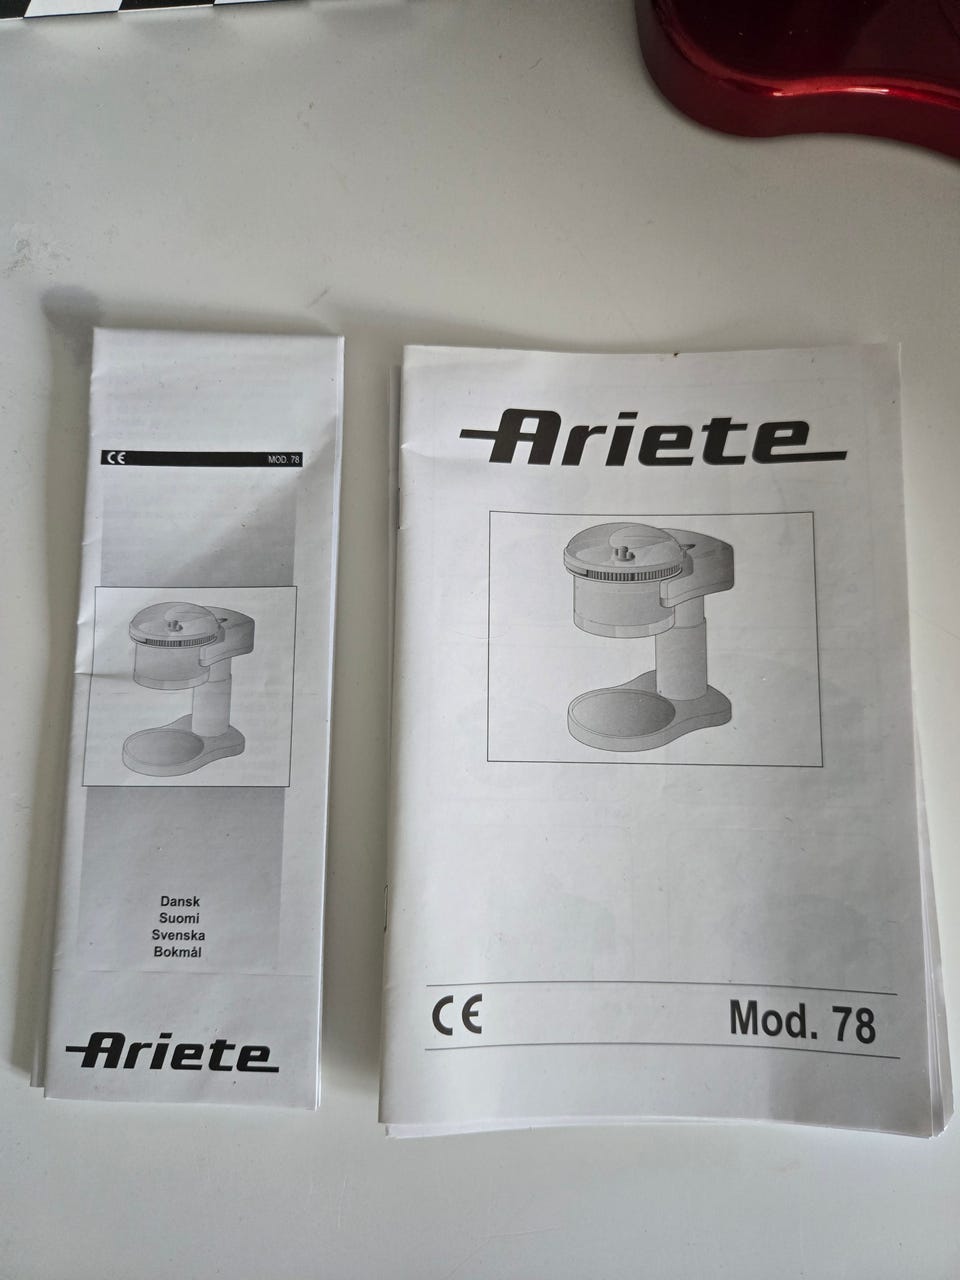 CE MOD. 78
Dansk
Suomi
Svenska
Bokmål
Ariete
Ariete
CE Mod. 78